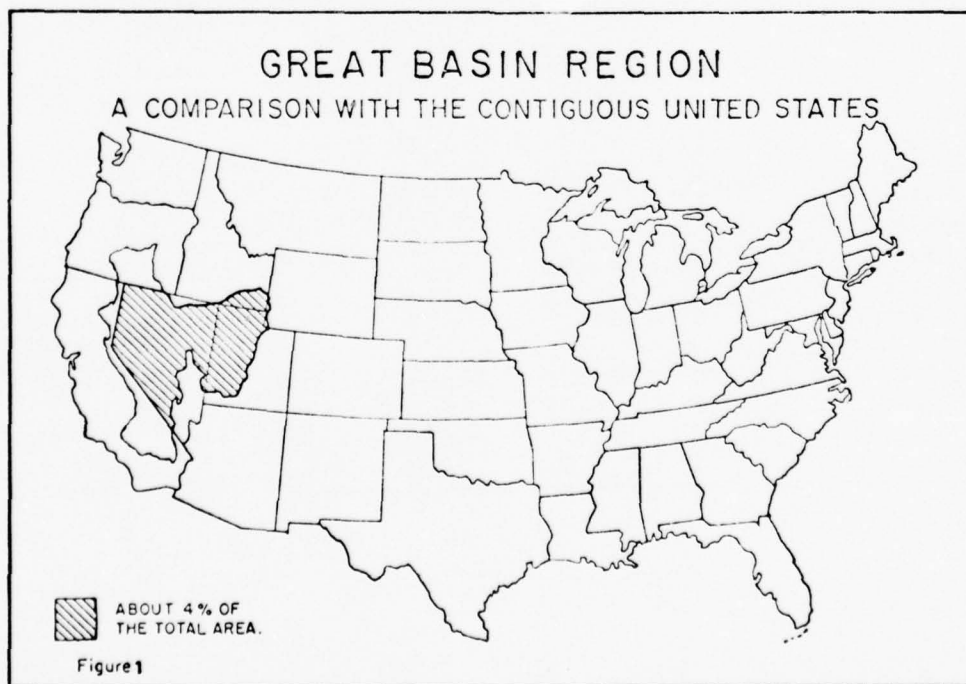 GREAT BASIN REGION
A COMPARISON WITH THE CONTIGUOUS UNITED STATES
ABOUT 4% OF
THE TOTAL AREA.
Figure 1